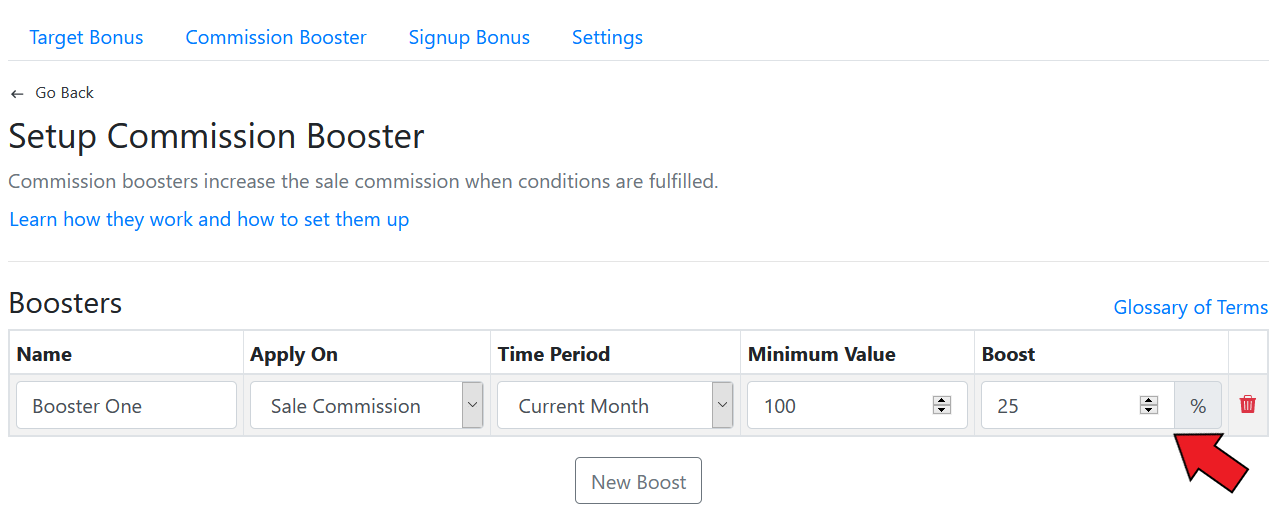 Target Bonus Commission Booster Signup Bonus Settings
← Go Back
Setup Commission Booster
Commission boosters increase the sale commission when conditions are fulfilled.
Learn how they work and how to set them up
Boosters
Glossary of Terms
Name Apply On Time Period Minimum Value Boost
Booster One Sale Commission Current Month 100 25 %
New Boost